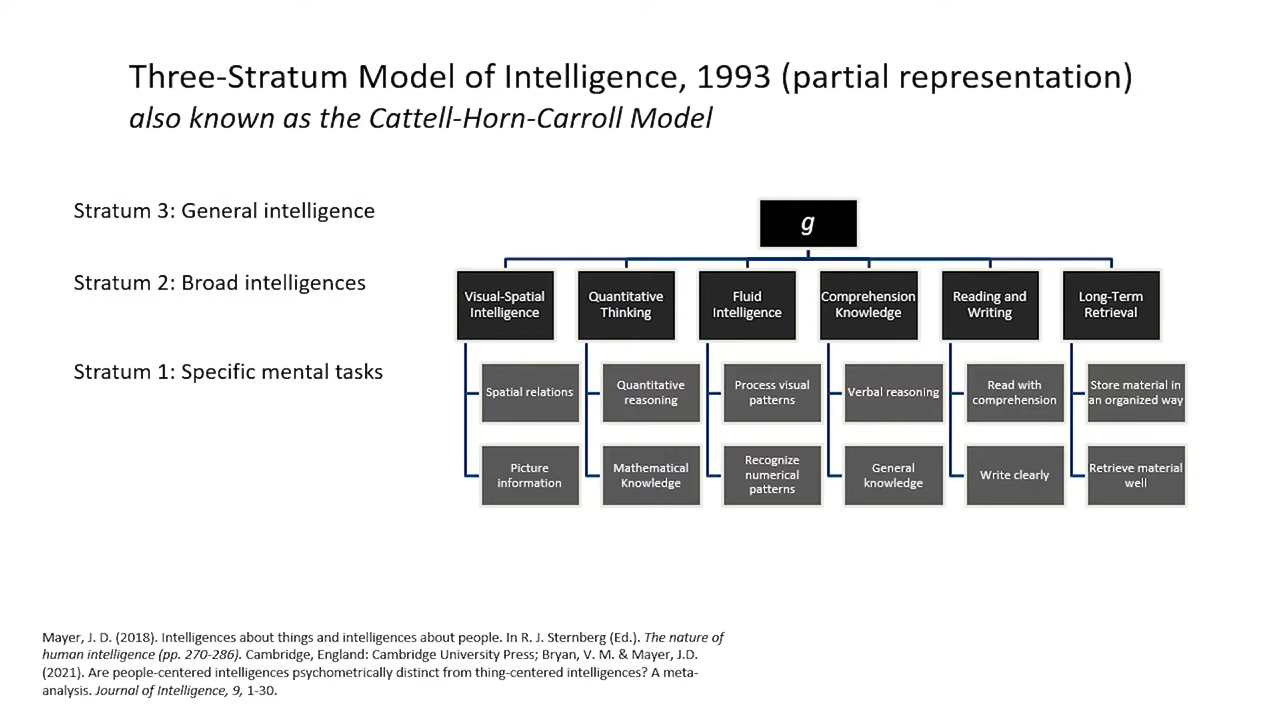 Three-Stratum Model of Intelligence, 1993 (partial representation)
also known as the Cattell-Horn-Carroll Model
Stratum 3: General intelligence
g
Stratum 2: Broad intelligences
Visual-Spatial
Intelligence
Quantitative
Thinking
Fluid
Intelligence
Comprehension
Knowledge
Reading and
Writing
Long-Term
Retrieval
Stratum 1: Specific mental tasks
Spatial relations
Quantitative
reasoning
Process visual
patterns
Verbal reasoning
Read with
comprehension
Store material in
an organized way
Picture
information
Mathematical
Knowledge
Recognize
numerical
patterns
General
knowledge
Write clearly
Retrieve material
well
Mayer, J. D. (2018). Intelligences about things and intelligences about people. In R. J. Sternberg (Ed.). The nature of
human intelligence (pp. 270-286). Cambridge, England: Cambridge University Press; Bryan, V. M. & Mayer, J.D.
(2021). Are people-centered intelligences psychometrically distinct from thing-centered intelligences? A meta-
analysis. Journal of Intelligence, 9, 1-30.